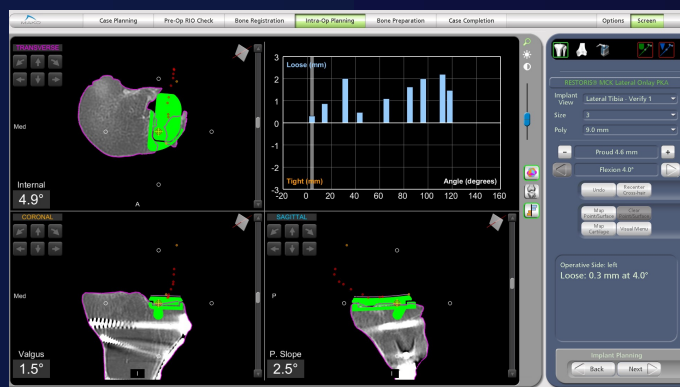 MAKO
Case Planning
Pre-Op RIO Check
Bone Registration
Intra-Op Planning
Bone Preparation
Case Completion
Options
Screen
TRANSVERSE
Med
A
Internal
4.9°
Loose (mm)
3
2
1
0
-1
-2
-3
Tight (mm)
Angle (degrees)
-20 0 20 40 60 80 100 120 140 160
CORONAL
Med
Valgus
1.5°
I
SAGITTAL
P
P. Slope
2.5°
I
RESTORIS® MCK Lateral Onlay PKA
Implant View
Lateral Tibia - Verify 1
Size
3
Poly
9.0 mm
- Proud 4.6 mm +
Flexion 4.0°
Undo
Recenter Cross Hair
Map Point/Surface
Clear Point/Surface
Map Cartilage
Visual Menu
Operative Side: left
Loose: 0.3 mm at 4.0°
Implant Planning
Back
Next